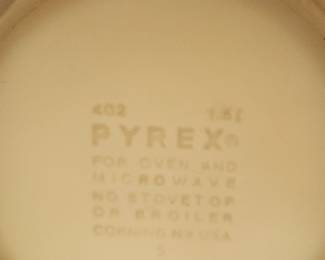 402 1.5ℓ
PYREX®
FOR OVEN AND
MICROWAVE
NO STOVETOP
OR BROILER
CORNING NY USA